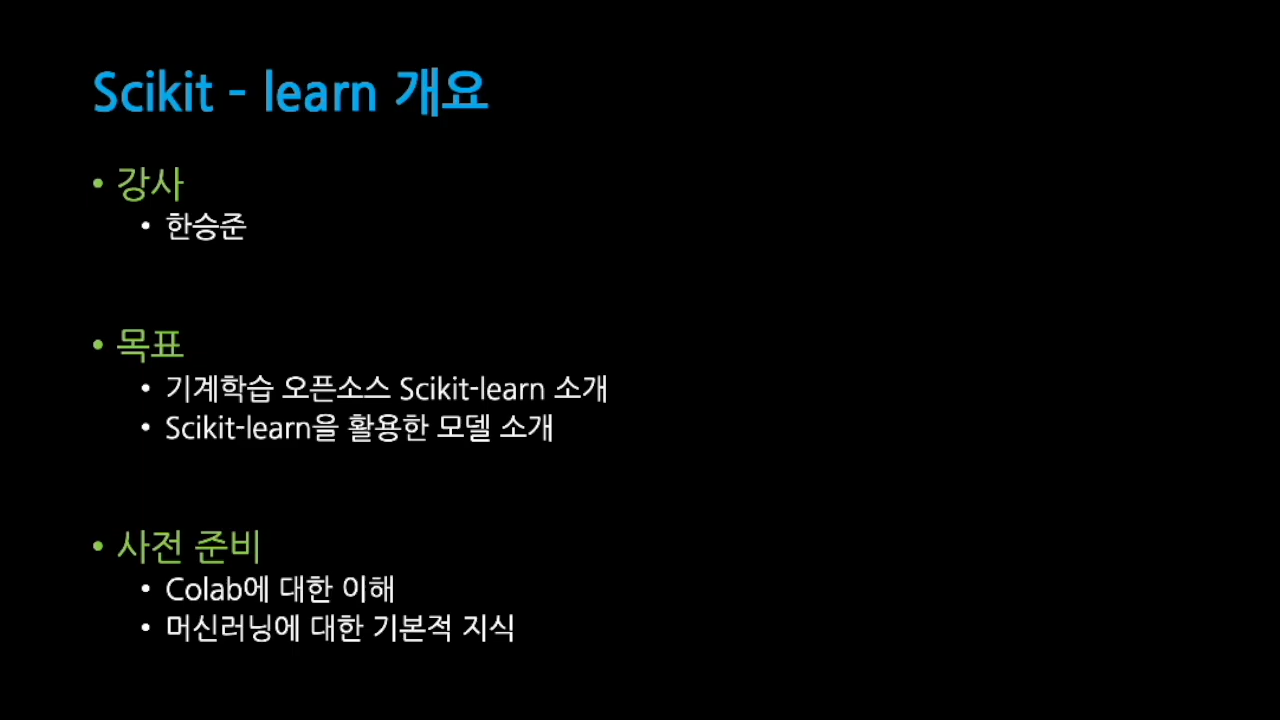 Scikit - learn 개요
• 강사
• 한승준
• 목표
• 기계학습 오픈소스 Scikit-learn 소개
• Scikit-learn을 활용한 모델 소개
• 사전 준비
• Colab에 대한 이해
• 머신러닝에 대한 기본적 지식